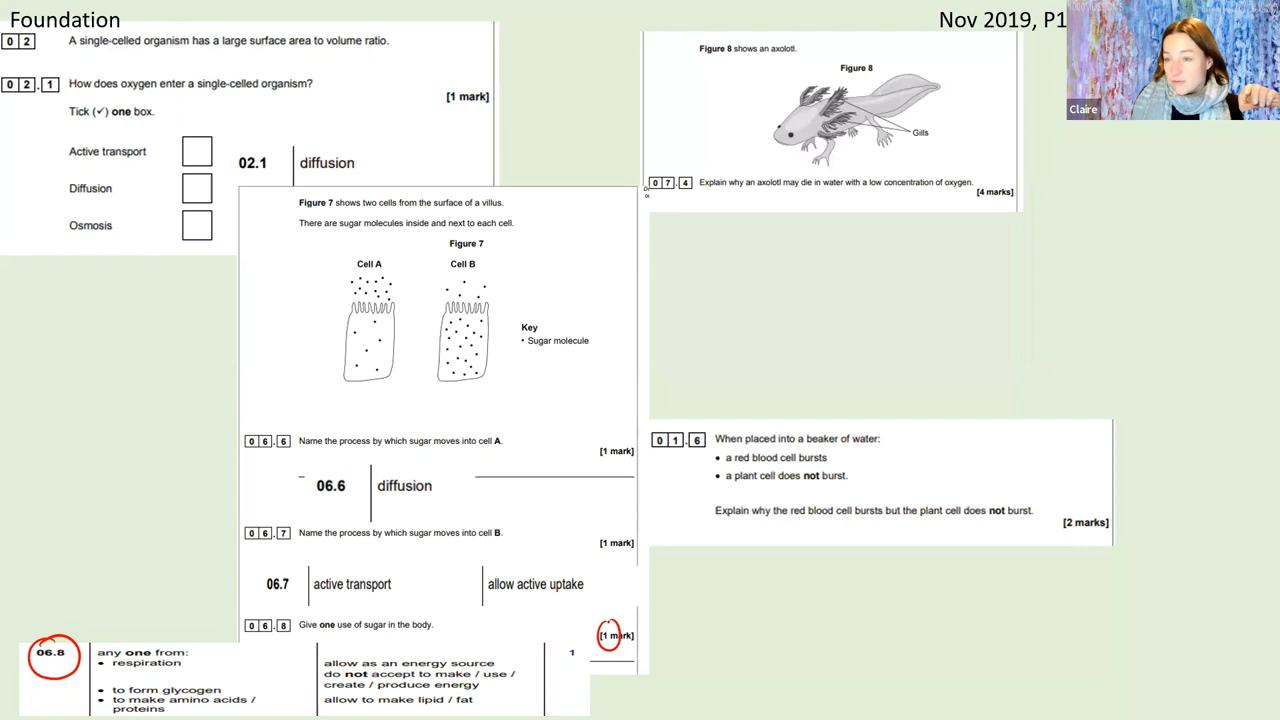 Foundation
Nov 2019, P1
Claire
0 2 A single-celled organism has a large surface area to volume ratio.
0 2 . 1 How does oxygen enter a single-celled organism?
[1 mark]
Tick (✓) one box.
Active transport
Diffusion
Osmosis
02.1 diffusion
Figure 7 shows two cells from the surface of a villus.
There are sugar molecules inside and next to each cell.
Figure 7
Cell A Cell B
Key
• Sugar molecule
0 6 . 6 Name the process by which sugar moves into cell A.
[1 mark]
06.6 diffusion
0 6 . 7 Name the process by which sugar moves into cell B.
[1 mark]
06.7 active transport allow active uptake
0 6 . 8 Give one use of sugar in the body.
[1 mark]
06.8 any one from: 1
• respiration allow as an energy source
do not accept to make / use /
create / produce energy
• to form glycogen
• to make amino acids / allow to make lipid / fat
proteins
Figure 8 shows an axolotl.
Figure 8
Gills
0 7 . 4 Explain why an axolotl may die in water with a low concentration of oxygen.
[4 marks]
0 1 . 6 When placed into a beaker of water:
• a red blood cell bursts
• a plant cell does not burst.
Explain why the red blood cell bursts but the plant cell does not burst.
[2 marks]